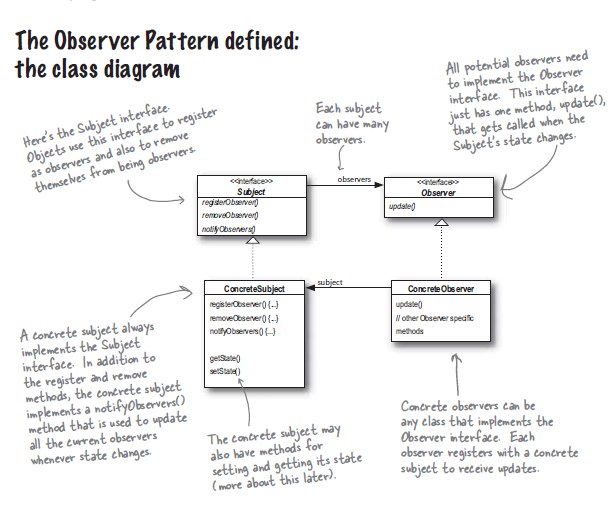 The Observer Pattern defined:
the class diagram
Here's the Subject interface.
Objects use this interface to register
as observers and also to remove
themselves from being observers.
Each subject
can have many
observers.
All potential observers need
to implement the Observer
interface. This interface
just has one method, update(),
that gets called when the
Subject's state changes.
<<interface>>
Subject
registerObserver()
removeObserver()
notifyObservers()
observers
<<interface>>
Observer
update()
ConcreteSubject
registerObserver() {...}
removeObserver() {...}
notifyObservers() {...}
getState()
setState()
subject
ConcreteObserver
update()
// other Observer specific
methods
A concrete subject always
implements the Subject
interface. In addition to
the register and remove
methods, the concrete subject
implements a notifyObservers()
method that is used to update
all the current observers
whenever state changes.
The concrete subject may
also have methods for
setting and getting its state
(more about this later).
Concrete observers can be
any class that implements the
Observer interface. Each
observer registers with a concrete
subject to receive updates.